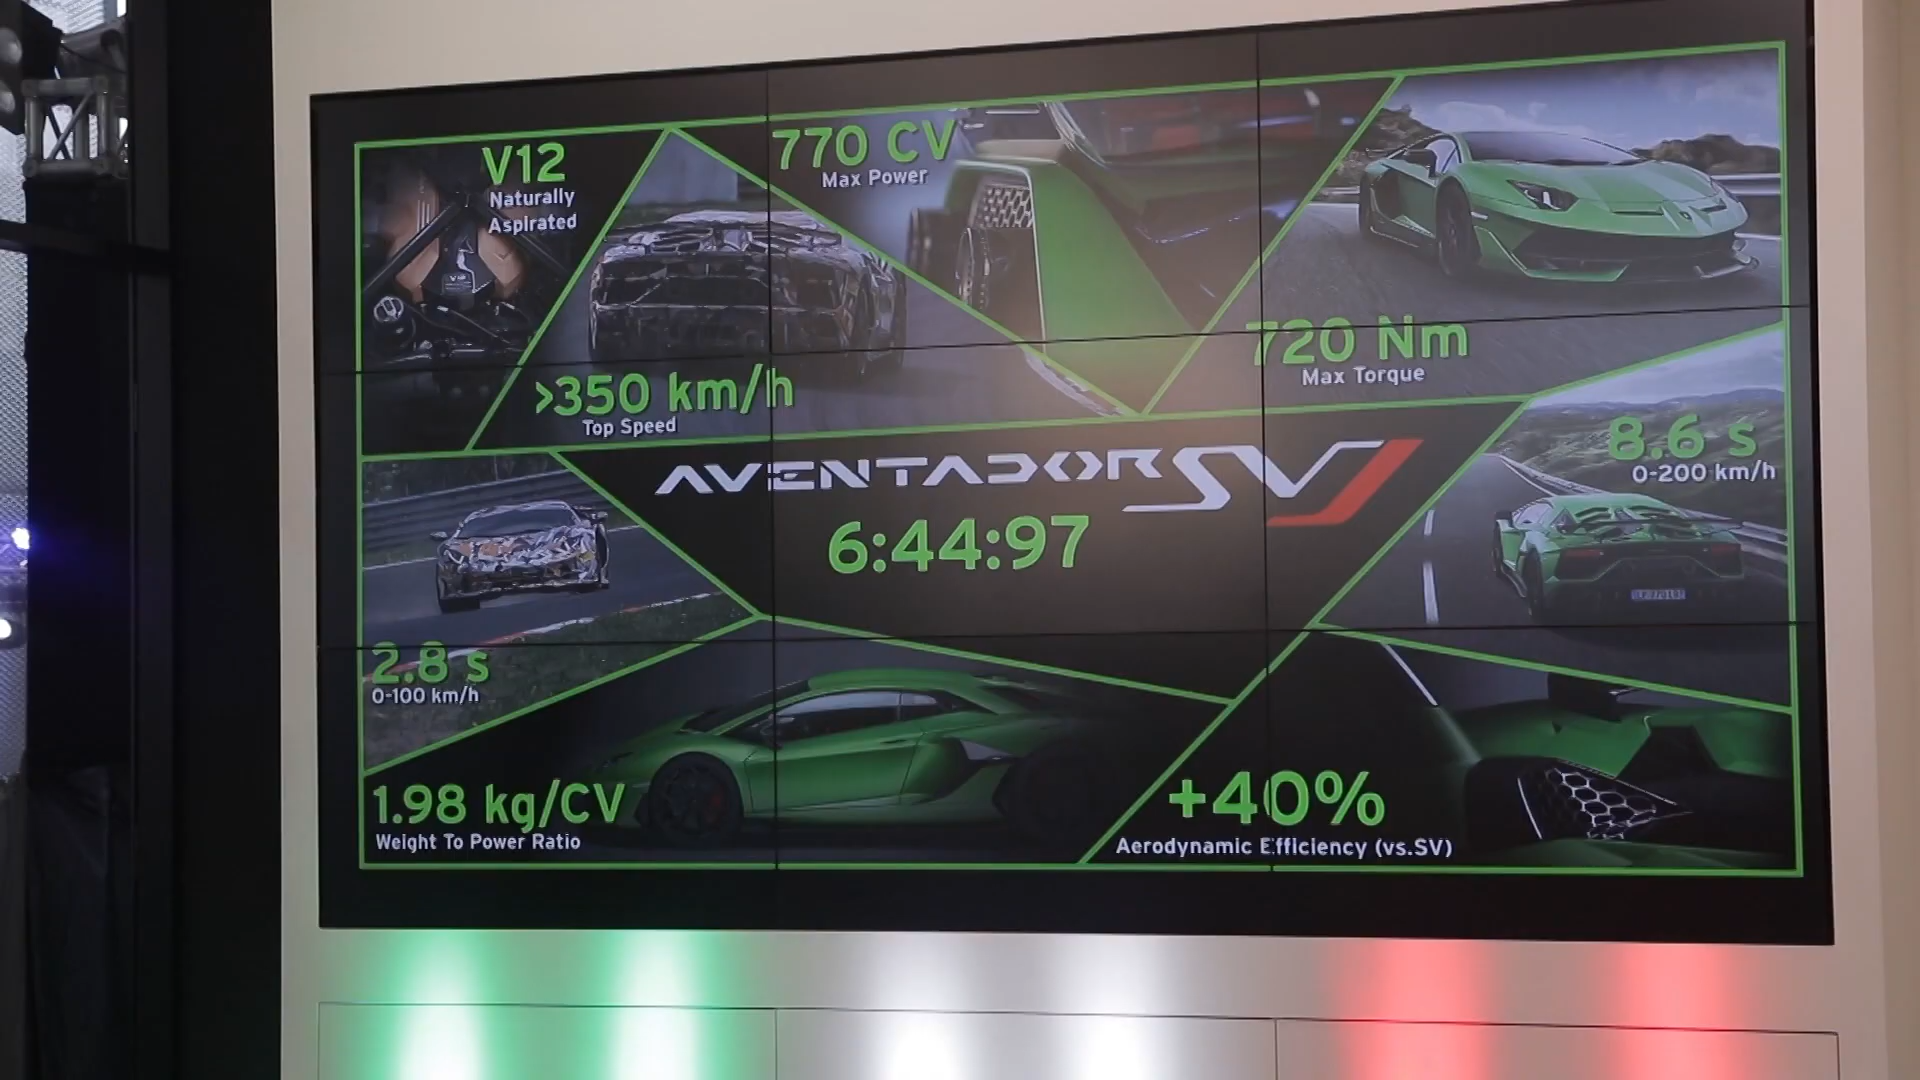 V12
Naturally
Aspirated
770 CV
Max Power
>350 km/h
Top Speed
720 Nm
Max Torque
AVENTADOR SVJ
6:44:97
8.6 s
0-200 km/h
2.8 s
0-100 km/h
1.98 kg/CV
Weight To Power Ratio
+40%
Aerodynamic Efficiency (vs.SV)